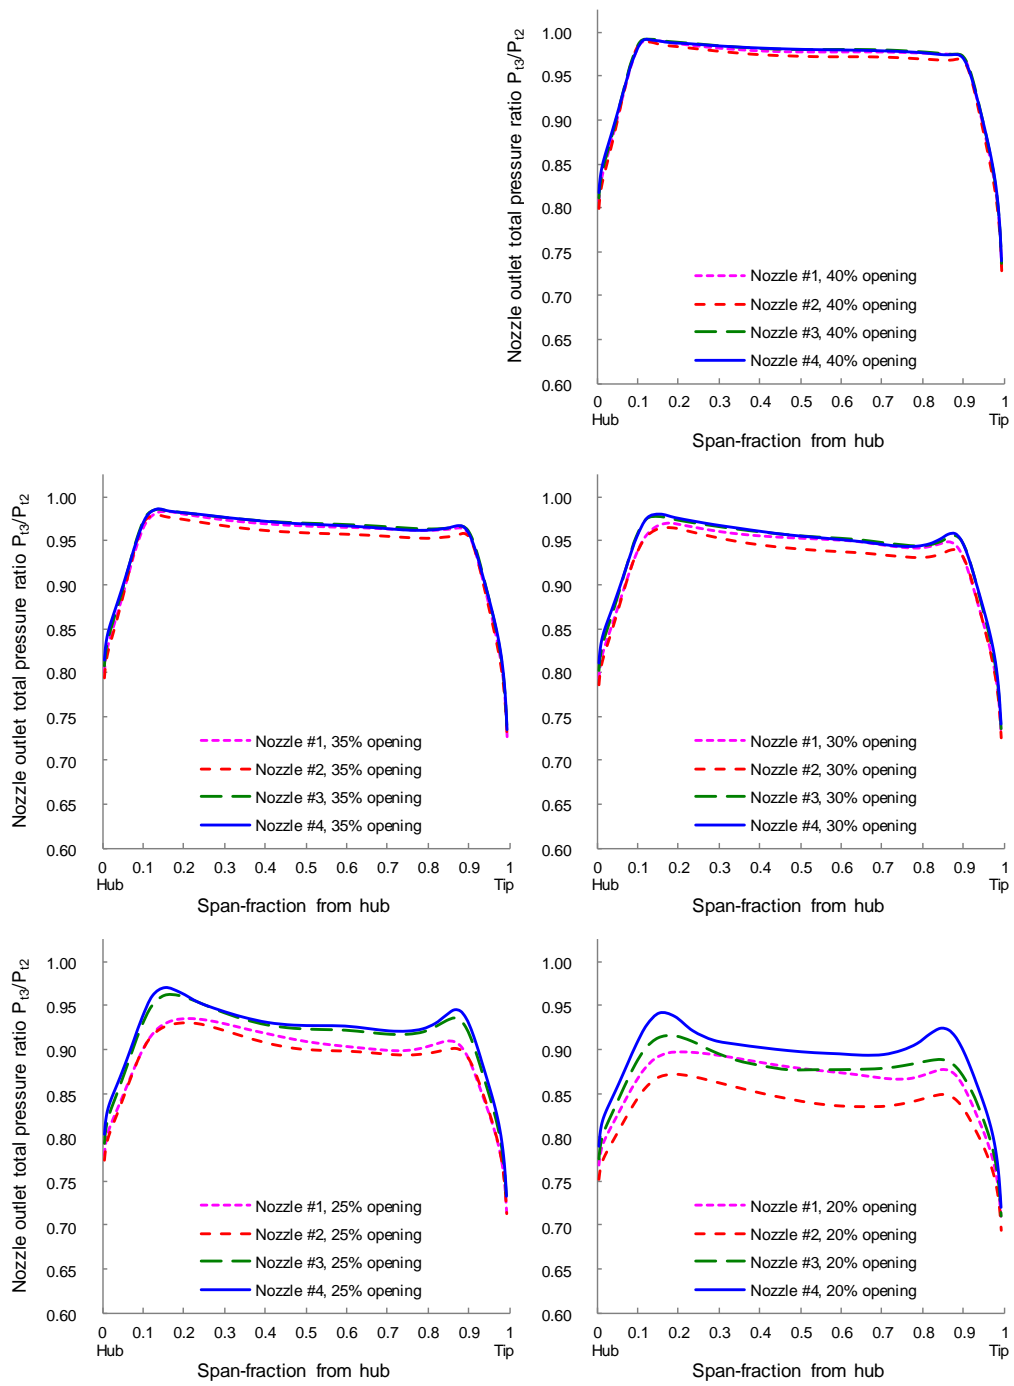 Nozzle outlet total pressure ratio Pt3/Pt2
1.00
0.95
0.90
0.85
0.80
0.75
0.70
0.65
0.60
Nozzle #1, 40% opening
Nozzle #2, 40% opening
Nozzle #3, 40% opening
Nozzle #4, 40% opening
0 0.1 0.2 0.3 0.4 0.5 0.6 0.7 0.8 0.9 1
Hub Tip
Span-fraction from hub
Nozzle outlet total pressure ratio Pt3/Pt2
1.00
0.95
0.90
0.85
0.80
0.75
0.70
0.65
0.60
Nozzle #1, 35% opening
Nozzle #2, 35% opening
Nozzle #3, 35% opening
Nozzle #4, 35% opening
0 0.1 0.2 0.3 0.4 0.5 0.6 0.7 0.8 0.9 1
Hub Tip
Span-fraction from hub
1.00
0.95
0.90
0.85
0.80
0.75
0.70
0.65
0.60
Nozzle #1, 30% opening
Nozzle #2, 30% opening
Nozzle #3, 30% opening
Nozzle #4, 30% opening
0 0.1 0.2 0.3 0.4 0.5 0.6 0.7 0.8 0.9 1
Hub Tip
Span-fraction from hub
Nozzle outlet total pressure ratio Pt3/Pt2
1.00
0.95
0.90
0.85
0.80
0.75
0.70
0.65
0.60
Nozzle #1, 25% opening
Nozzle #2, 25% opening
Nozzle #3, 25% opening
Nozzle #4, 25% opening
0 0.1 0.2 0.3 0.4 0.5 0.6 0.7 0.8 0.9 1
Hub Tip
Span-fraction from hub
1.00
0.95
0.90
0.85
0.80
0.75
0.70
0.65
0.60
Nozzle #1, 20% opening
Nozzle #2, 20% opening
Nozzle #3, 20% opening
Nozzle #4, 20% opening
0 0.1 0.2 0.3 0.4 0.5 0.6 0.7 0.8 0.9 1
Hub Tip
Span-fraction from hub